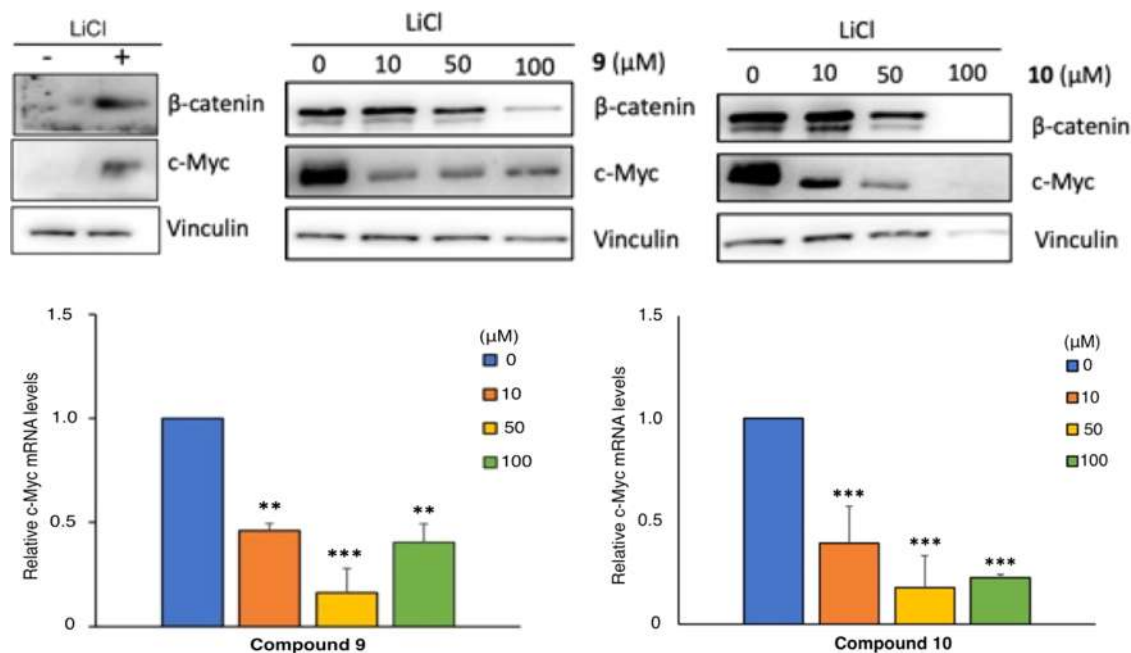 LiCl
- +
β-catenin
c-Myc
Vinculin
LiCl
0 10 50 100 9 (μM)
β-catenin
c-Myc
Vinculin
LiCl
0 10 50 100 10 (μM)
β-catenin
c-Myc
Vinculin
Relative c-Myc mRNA levels
1.5
1.0
0.5
0
**
***
**
(μM)
0
10
50
100
Compound 9
Relative c-Myc mRNA levels
1.5
1.0
0.5
0
***
***
***
(μM)
0
10
50
100
Compound 10